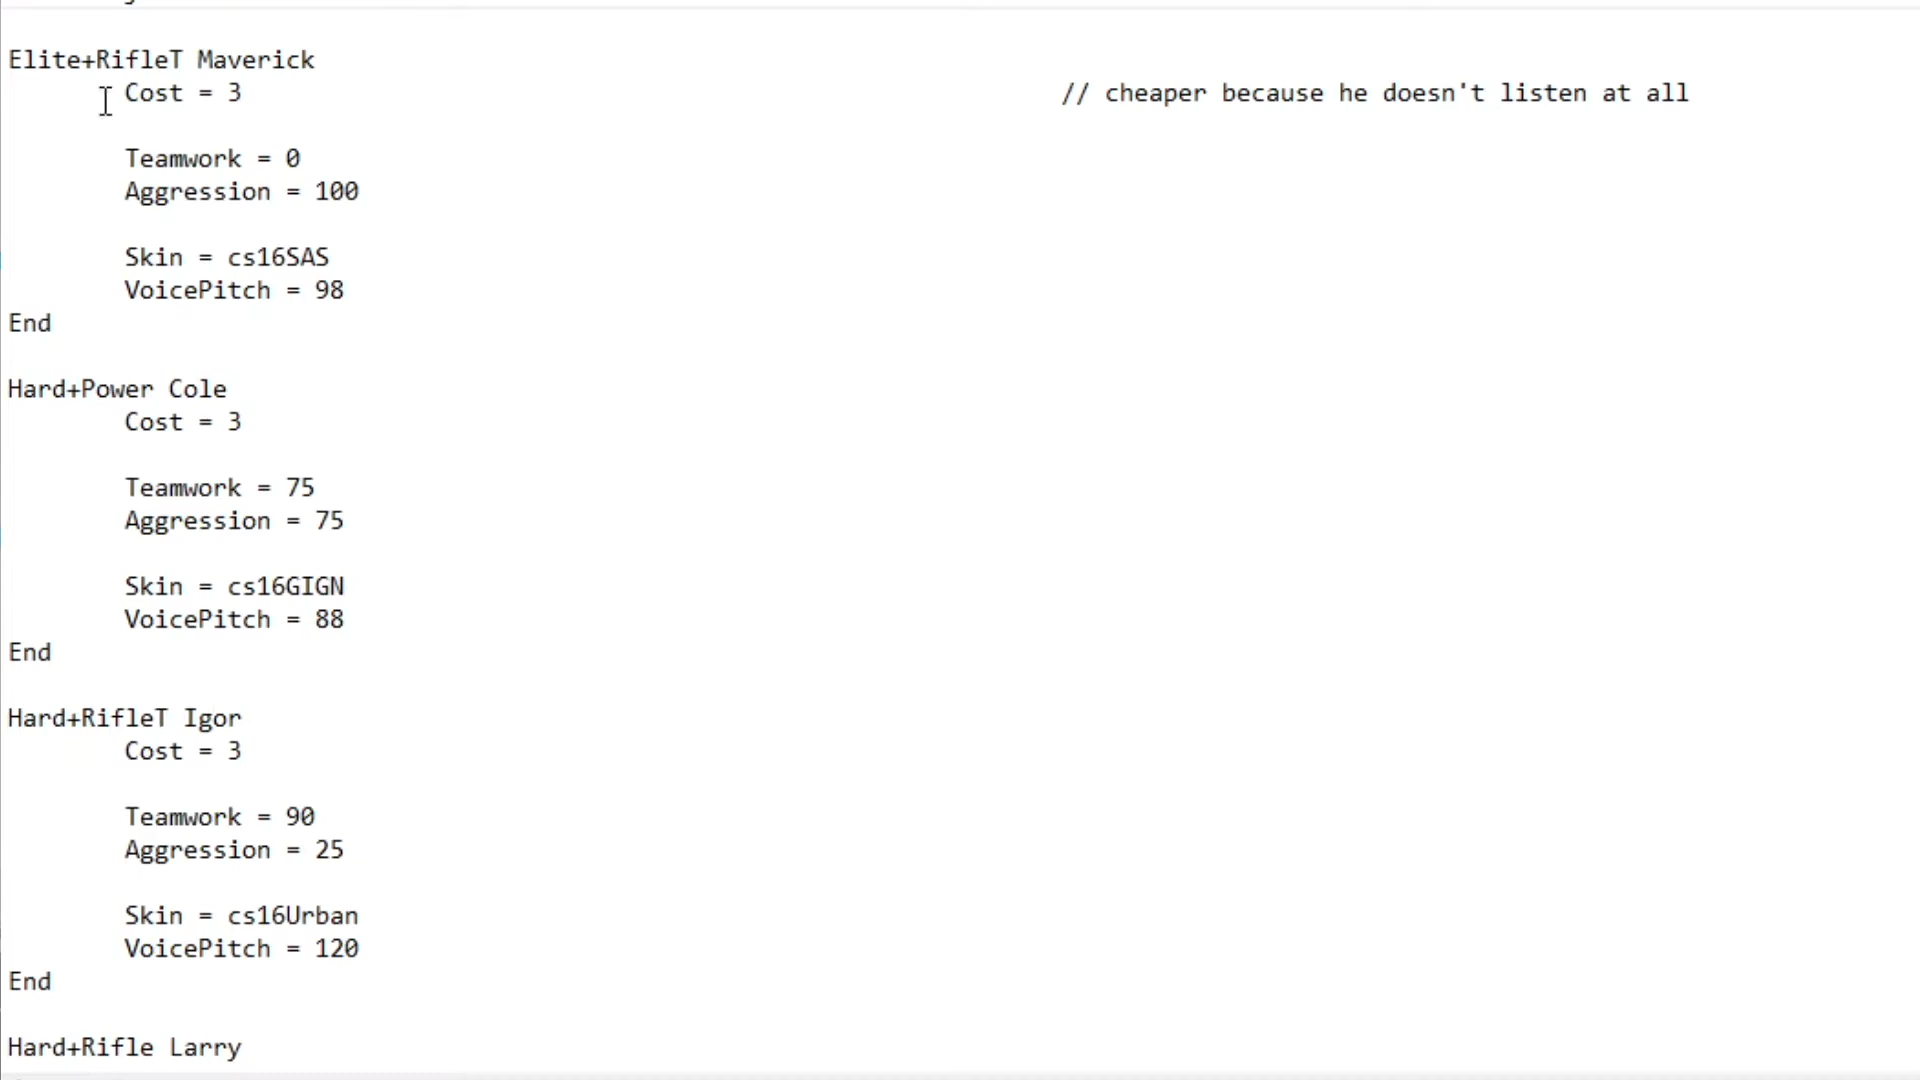 Elite+RifleT Maverick
Cost = 3 // cheaper because he doesn't listen at all
Teamwork = 0
Aggression = 100
Skin = cs16SAS
VoicePitch = 98
End
Hard+Power Cole
Cost = 3
Teamwork = 75
Aggression = 75
Skin = cs16GIGN
VoicePitch = 88
End
Hard+RifleT Igor
Cost = 3
Teamwork = 90
Aggression = 25
Skin = cs16Urban
VoicePitch = 120
End
Hard+Rifle Larry